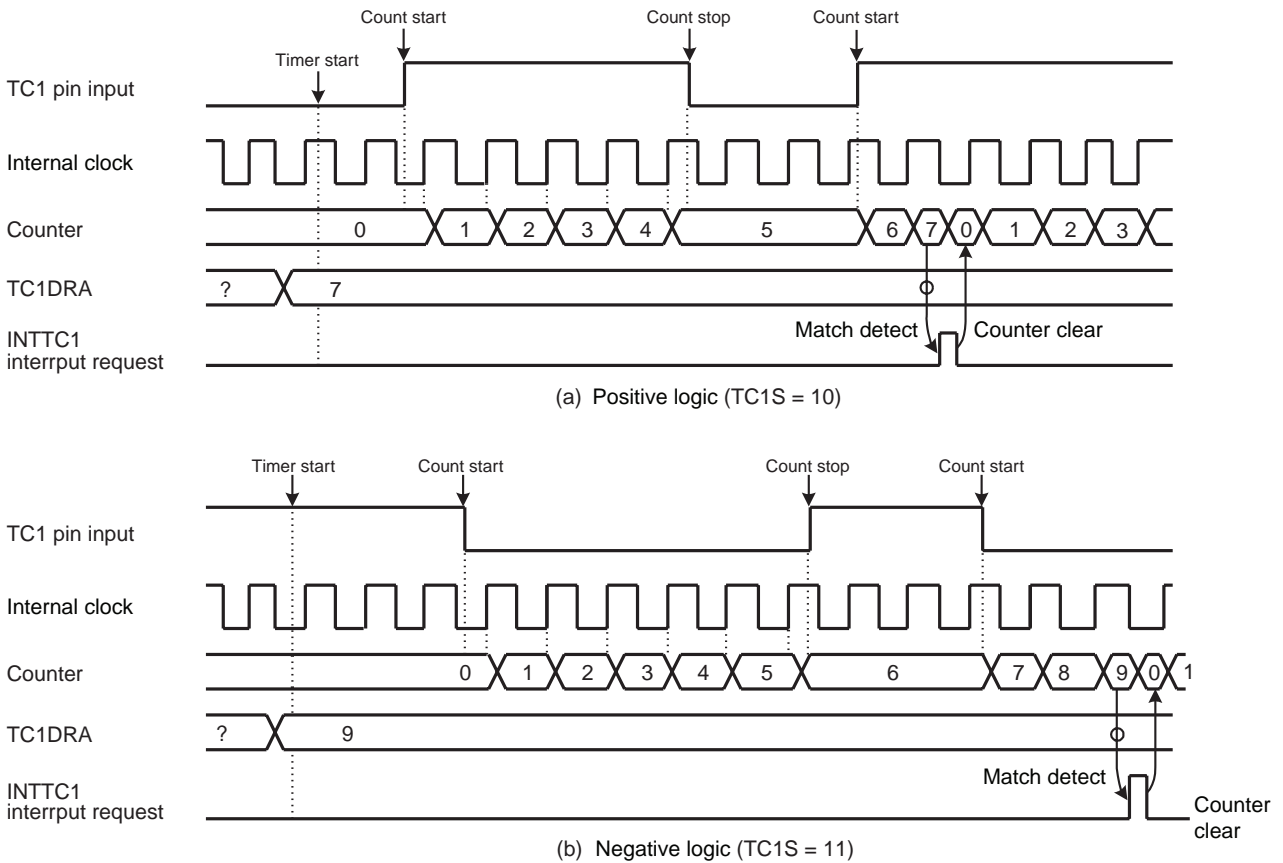 Count start
Count stop
Count start
Timer start
TC1 pin input
Internal clock
Counter
0
1
2
3
4
5
6
7
0
1
2
3
TC1DRA
?
7
Match detect
Counter clear
INTTC1
interrput request
(a) Positive logic (TC1S = 10)
Timer start
Count start
Count stop
Count start
TC1 pin input
Internal clock
Counter
0
1
2
3
4
5
6
7
8
9
0
1
TC1DRA
?
9
Match detect
INTTC1
interrput request
Counter
clear
(b) Negative logic (TC1S = 11)